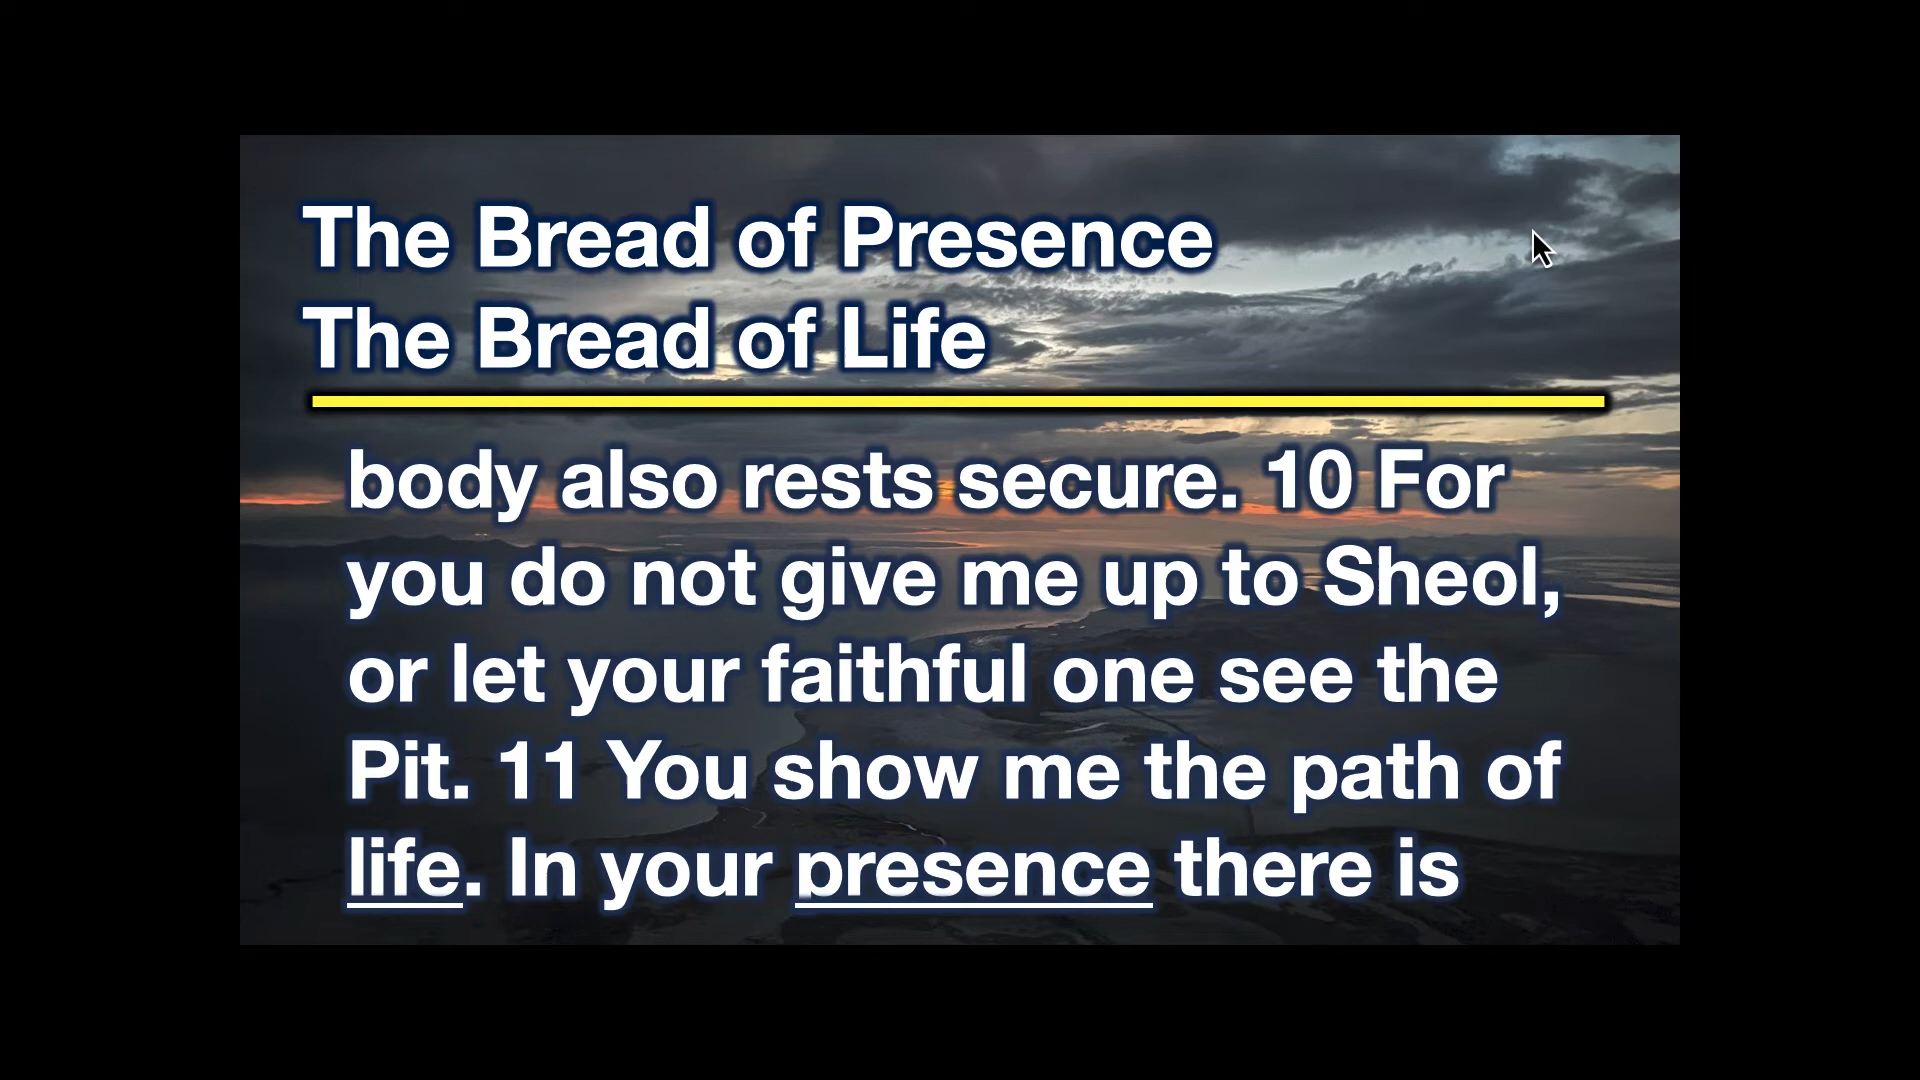 The Bread of Presence
The Bread of Life
body also rests secure. 10 For
you do not give me up to Sheol,
or let your faithful one see the
Pit. 11 You show me the path of
life. In your presence there is